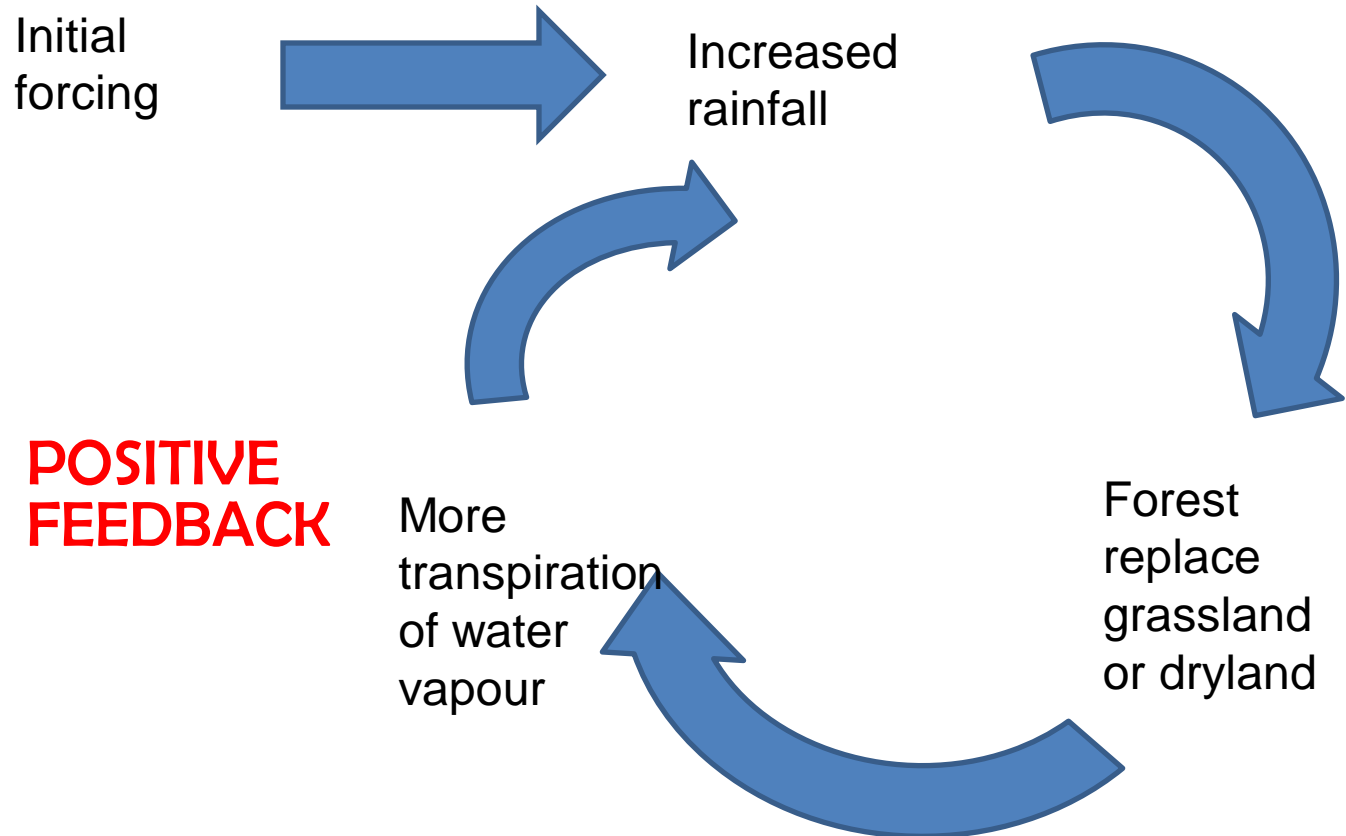 Initial
forcing
Increased
rainfall
POSITIVE
FEEDBACK
More
transpiration
of water
vapour
Forest
replace
grassland
or dryland